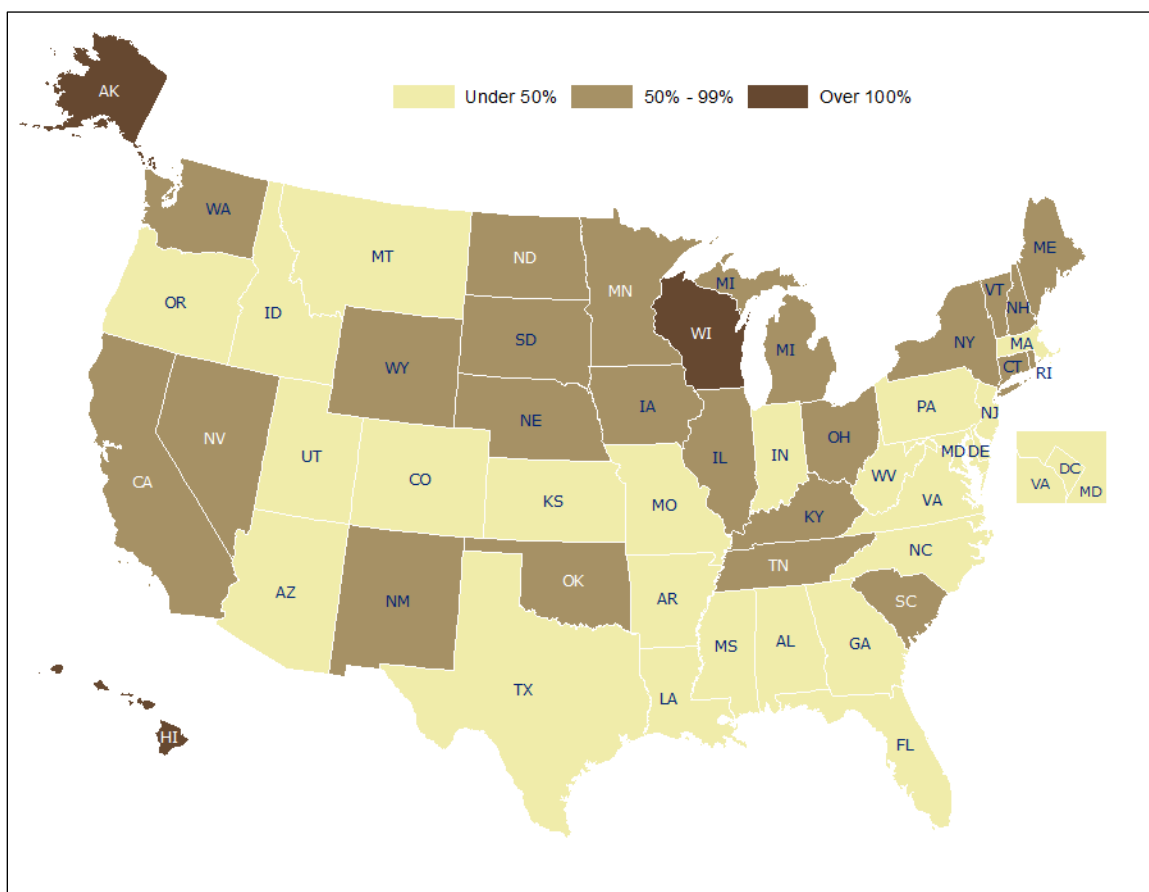 Under 50% 50% - 99% Over 100%
AK
WA
MT
ND
MN
MI
ME
VT
NH
OR
ID
SD
WI
MI
NY
MA
WY
CT
RI
IA
NE
PA
NJ
NV
OH
UT
IL
IN
MD DE
CA
CO
WV
DC
VA
MD
KS
MO
VA
KY
NC
TN
OK
AZ
NM
AR
SC
MS
AL
GA
TX
LA
HI
FL